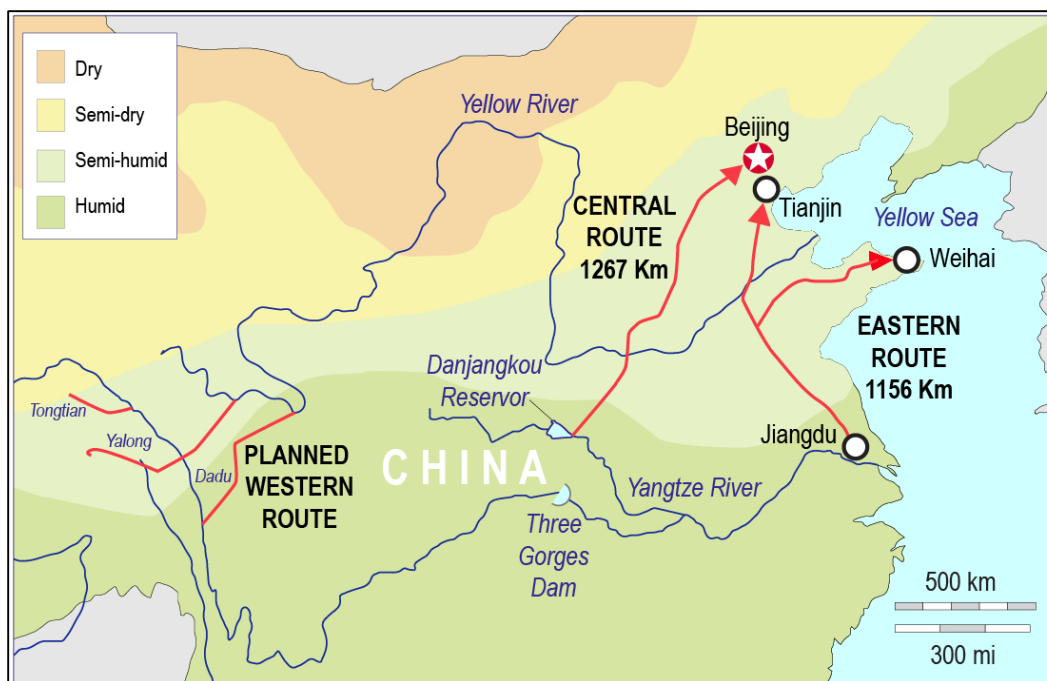 Dry
Semi-dry
Semi-humid
Humid
Yellow River
Beijing
Tianjin
Yellow Sea
Weihai
CENTRAL
ROUTE
1267 Km
EASTERN
ROUTE
1156 Km
Danjangkou
Reservor
Jiangdu
Tongtian
Yalong
Dadu
PLANNED
WESTERN
ROUTE
CHINA
Yangtze River
Three
Gorges
Dam
500 km
300 mi